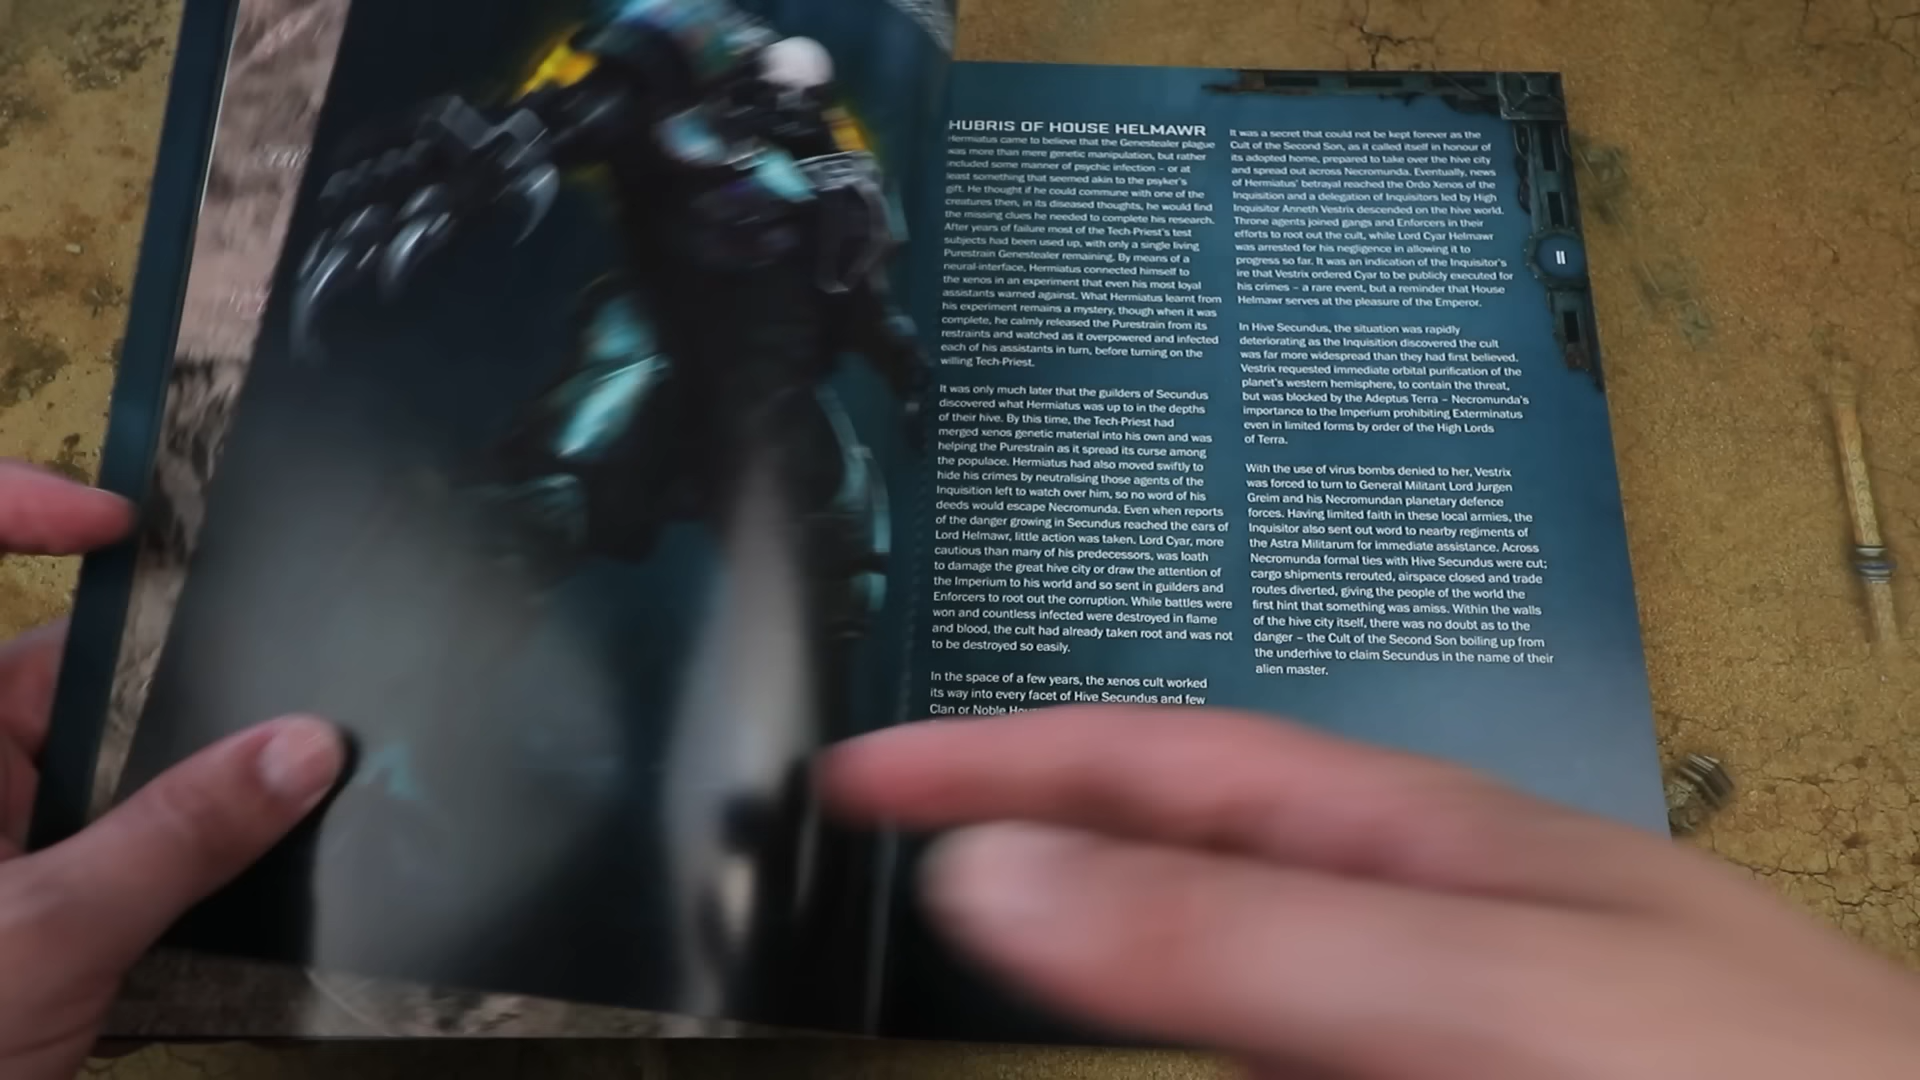 HUBRIS OF HOUSE HELMAWR
Hermiatus came to believe that the Genestealer plague
was more than mere genetic manipulation, but rather
included some manner of psychic infection – or at
least something that seemed akin to the psyker's
gift. He thought if he could commune with one of the
creatures then, in its diseased thoughts, he would find
the missing clues he needed to complete his research.
After years of failure most of the Tech-Priest's test
subjects had been used up, with only a single living
Purestrain Genestealer remaining. By means of a
neural-interface, Hermiatus connected himself to
the xenos in an experiment that even his most loyal
assistants warned against. What Hermiatus learnt from
his experiment remains a mystery, though when it was
complete, he calmly released the Purestrain from its
restraints and watched as it overpowered and infected
each of his assistants in turn, before turning on the
willing Tech-Priest.
It was only much later that the guilders of Secundus
discovered what Hermiatus was up to in the depths
of their hive. By this time, the Tech-Priest had
merged xenos genetic material into his own and was
helping the Purestrain as it spread its curse among
the populace. Hermiatus had also moved swiftly to
hide his crimes by neutralising those agents of the
Inquisition left to watch over him, so no word of his
deeds would escape Necromunda. Even when reports
of the danger growing in Secundus reached the ears of
Lord Helmawr, little action was taken. Lord Cyar, more
cautious than many of his predecessors, was loath
to damage the great hive city or draw the attention of
the Imperium to his world and so sent in guilders and
Enforcers to root out the corruption. While battles were
won and countless infected were destroyed in flame
and blood, the cult had already taken root and was not
to be destroyed so easily.
In the space of a few years, the xenos cult worked
its way into every facet of Hive Secundus and few
Clan or Noble
It was a secret that could not be kept forever as the
Cult of the Second Son, as it called itself in honour of
its adopted home, prepared to take over the hive city
and spread out across Necromunda. Eventually, news
of Hermiatus' betrayal reached the Ordo Xenos of the
Inquisition and a delegation of Inquisitors led by High
Inquisitor Anneth Vestrix descended on the hive world.
Throne agents joined gangs and Enforcers in their
efforts to root out the cult, while Lord Cyar Helmawr
was arrested for his negligence in allowing it to
progress so far. It was an indication of the Inquisitor's
ire that Vestrix ordered Cyar to be publicly executed for
his crimes – a rare event, but a reminder that House
Helmawr serves at the pleasure of the Emperor.
In Hive Secundus, the situation was rapidly
deteriorating as the Inquisition discovered the cult
was far more widespread than they had first believed.
Vestrix requested immediate orbital purification of the
planet's western hemisphere, to contain the threat,
but was blocked by the Adeptus Terra – Necromunda's
importance to the Imperium prohibiting Exterminatus
even in limited forms by order of the High Lords
of Terra.
With the use of virus bombs denied to her, Vestrix
was forced to turn to General Militant Lord Jurgen
Greim and his Necromundan planetary defence
forces. Having limited faith in these local armies, the
Inquisitor also sent out word to nearby regiments of
the Astra Militarum for immediate assistance. Across
Necromunda formal ties with Hive Secundus were cut;
cargo shipments rerouted, airspace closed and trade
routes diverted, giving the people of the world the
first hint that something was amiss. Within the walls
of the hive city itself, there was no doubt as to the
danger – the Cult of the Second Son boiling up from
the underhive to claim Secundus in the name of their
alien master.
11